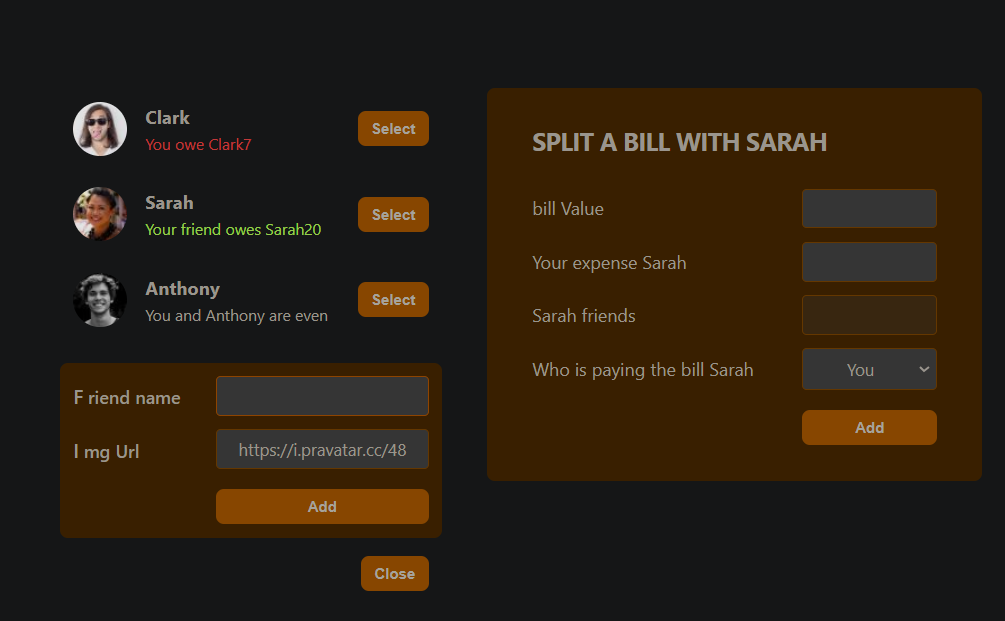 Clark
You owe Clark7
Select
Sarah
Your friend owes Sarah20
Select
Anthony
You and Anthony are even
Select
F riend name
I mg Url
https://i.pravatar.cc/48
Add
Close
SPLIT A BILL WITH SARAH
bill Value
Your expense Sarah
Sarah friends
Who is paying the bill Sarah
You
Add